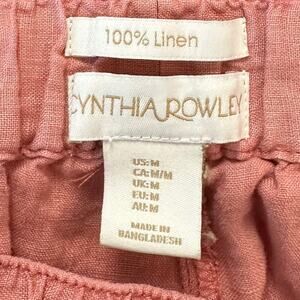 100% Linen
CYNTHIA ROWLEY
US:M
CA:M/M
UK:M
EU:M
AU:M
MADE IN
BANGLADESH